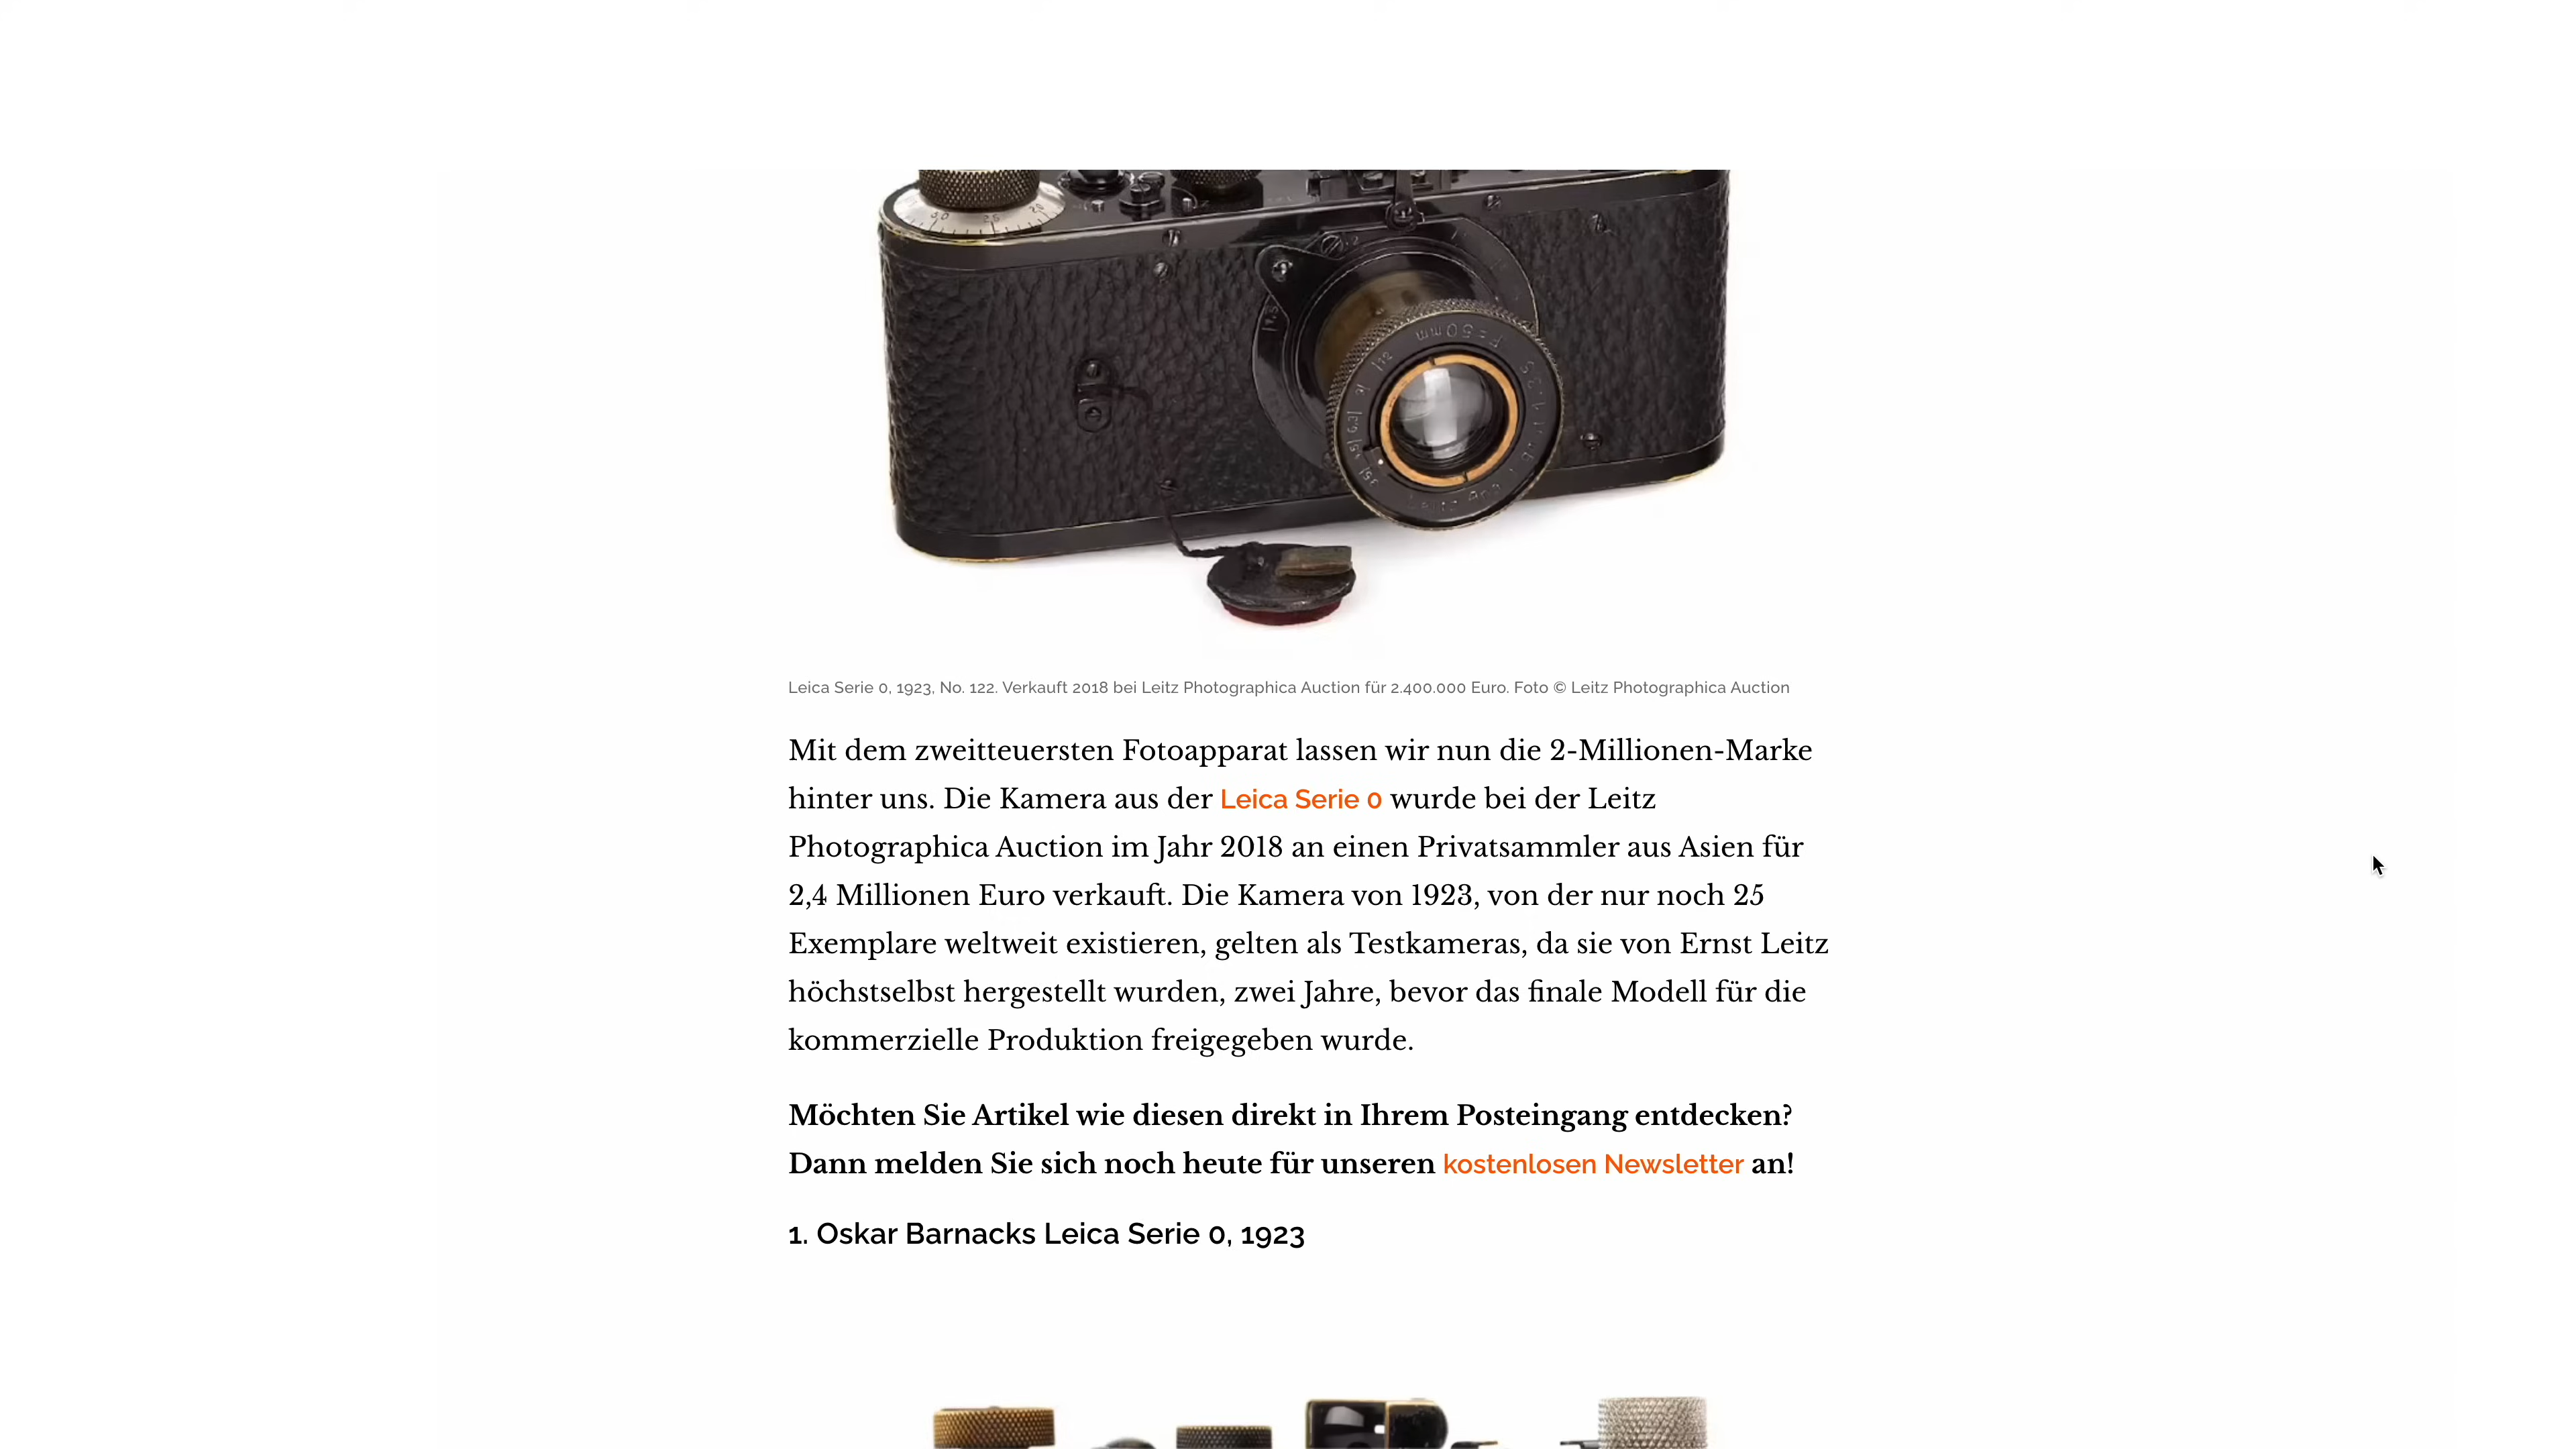 F=50mm
Leica Serie 0, 1923, No. 122. Verkauft 2018 bei Leitz Photographica Auction für 2.400.000 Euro. Foto © Leitz Photographica Auction
Mit dem zweitteuersten Fotoapparat lassen wir nun die 2-Millionen-Marke
hinter uns. Die Kamera aus der Leica Serie 0 wurde bei der Leitz
Photographica Auction im Jahr 2018 an einen Privatsammler aus Asien für
2,4 Millionen Euro verkauft. Die Kamera von 1923, von der nur noch 25
Exemplare weltweit existieren, gelten als Testkameras, da sie von Ernst Leitz
höchstselbst hergestellt wurden, zwei Jahre, bevor das finale Modell für die
kommerzielle Produktion freigegeben wurde.
Möchten Sie Artikel wie diesen direkt in Ihrem Posteingang entdecken?
Dann melden Sie sich noch heute für unseren kostenlosen Newsletter an!
1. Oskar Barnacks Leica Serie 0, 1923